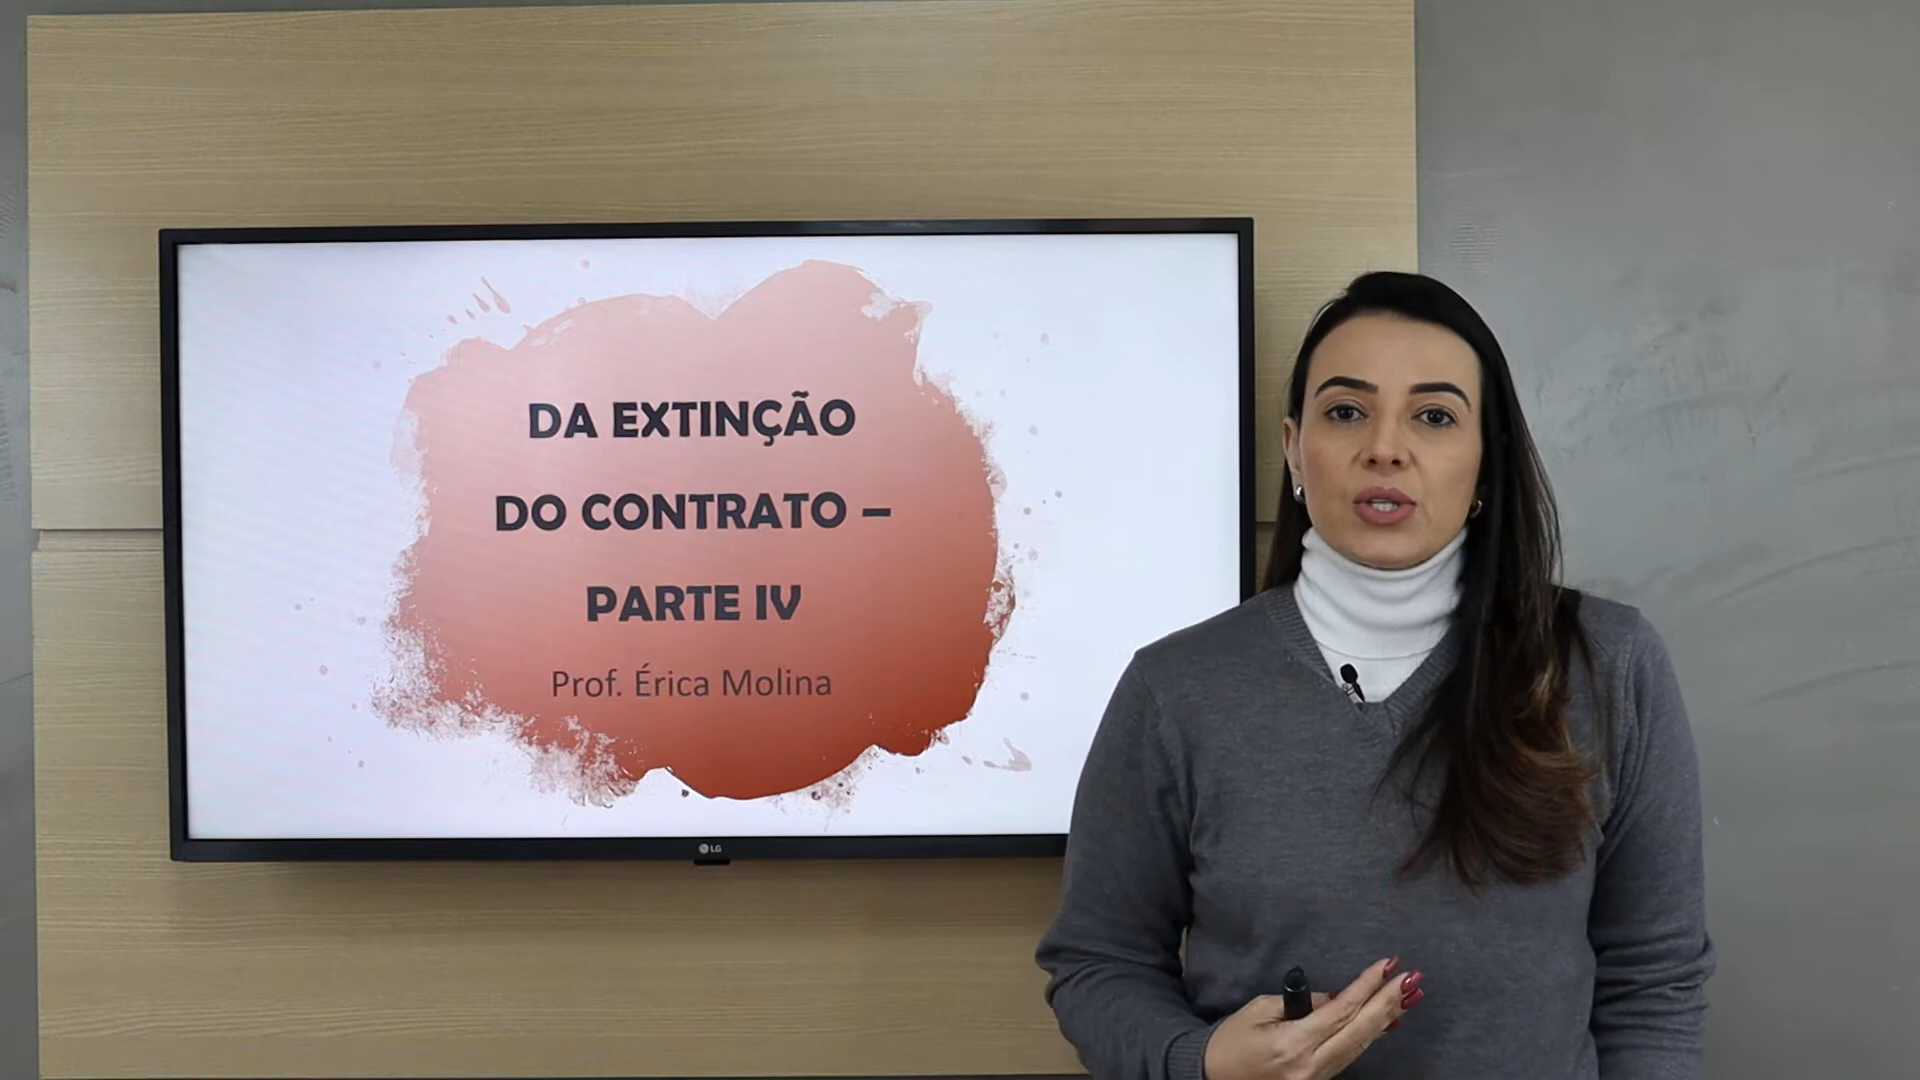 DA EXTINÇÃO
DO CONTRATO –
PARTE IV
Prof. Érica Molina
LG